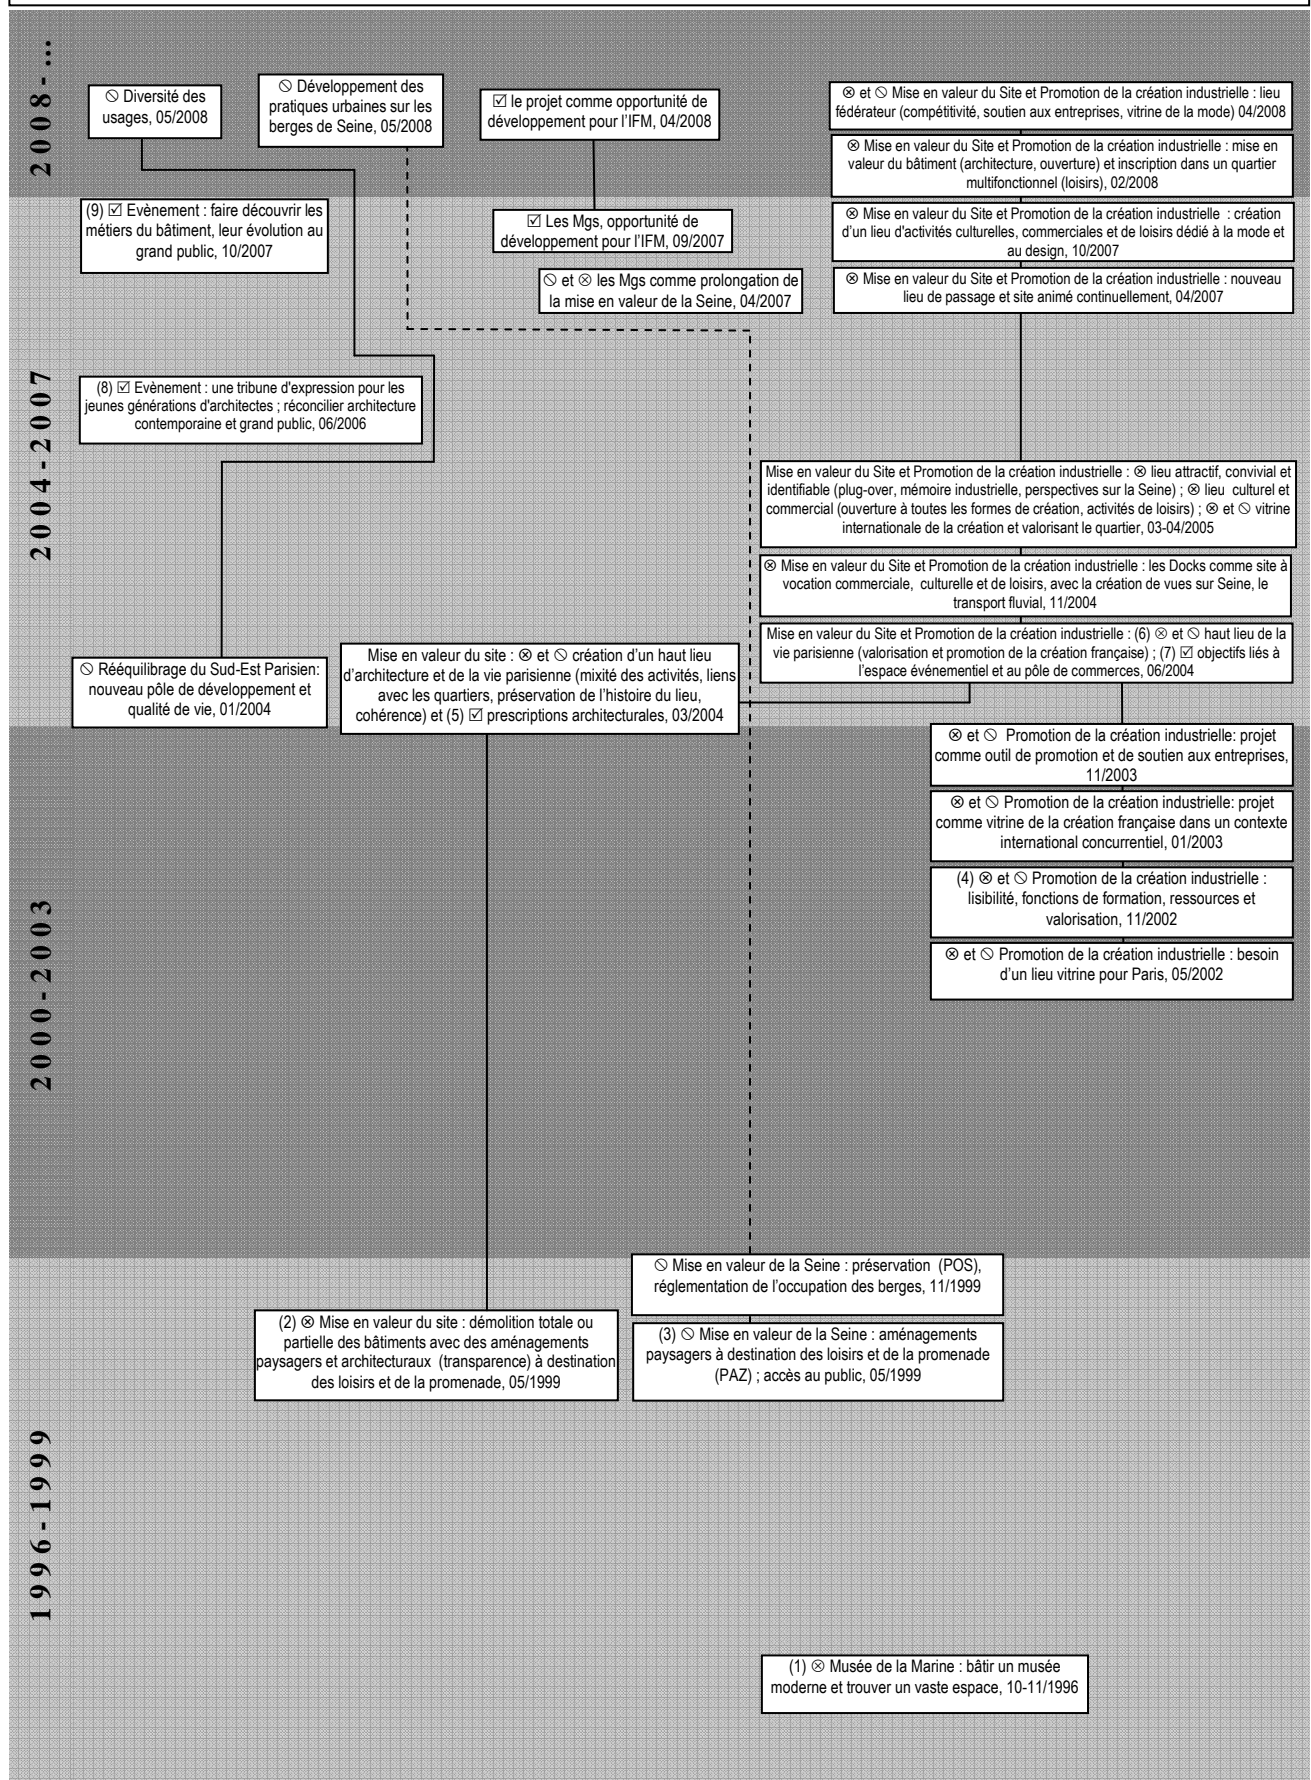 2008-...
⦸ Diversité des
usages, 05/2008
⦸ Développement des
pratiques urbaines sur les
berges de Seine, 05/2008
☑ le projet comme opportunité de
développement pour l'IFM, 04/2008
⊗ et ⦸ Mise en valeur du Site et Promotion de la création industrielle : lieu
fédérateur (compétitivité, soutien aux entreprises, vitrine de la mode) 04/2008
⊗ Mise en valeur du Site et Promotion de la création industrielle : mise en
valeur du bâtiment (architecture, ouverture) et inscription dans un quartier
multifonctionnel (loisirs), 02/2008
2004-2007
(9) ☑ Evènement : faire découvrir les
métiers du bâtiment, leur évolution au
grand public, 10/2007
☑ Les Mgs, opportunité de
développement pour l'IFM, 09/2007
⊗ Mise en valeur du Site et Promotion de la création industrielle : création
d'un lieu d'activités culturelles, commerciales et de loisirs dédié à la mode et
au design, 10/2007
⦸ et ⊗ les Mgs comme prolongation de
la mise en valeur de la Seine, 04/2007
⊗ Mise en valeur du Site et Promotion de la création industrielle : nouveau
lieu de passage et site animé continuellement, 04/2007
(8) ☑ Evènement : une tribune d'expression pour les
jeunes générations d'architectes ; réconcilier architecture
contemporaine et grand public, 06/2006
Mise en valeur du Site et Promotion de la création industrielle : ⊗ lieu attractif, convivial et
identifiable (plug-over, mémoire industrielle, perspectives sur la Seine) ; ⊗ lieu culturel et
commercial (ouverture à toutes les formes de création, activités de loisirs) ; ⊗ et ⦸ vitrine
internationale de la création et valorisant le quartier, 03-04/2005
⊗ Mise en valeur du Site et Promotion de la création industrielle : les Docks comme site à
vocation commerciale, culturelle et de loisirs, avec la création de vues sur Seine, le
transport fluvial, 11/2004
Mise en valeur du Site et Promotion de la création industrielle : (6) ⊗ et ⦸ haut lieu de la
vie parisienne (valorisation et promotion de la création française) ; (7) ☑ objectifs liés à
l'espace événementiel et au pôle de commerces, 06/2004
⦸ Rééquilibrage du Sud-Est Parisien:
nouveau pôle de développement et
qualité de vie, 01/2004
Mise en valeur du site : ⊗ et ⦸ création d'un haut lieu
d'architecture et de la vie parisienne (mixité des activités, liens
avec les quartiers, préservation de l'histoire du lieu,
cohérence) et (5) ☑ prescriptions architecturales, 03/2004
2000-2003
⊗ et ⦸ Promotion de la création industrielle: projet
comme outil de promotion et de soutien aux entreprises,
11/2003
⊗ et ⦸ Promotion de la création industrielle: projet
comme vitrine de la création française dans un contexte
international concurrentiel, 01/2003
(4) ⊗ et ⦸ Promotion de la création industrielle :
lisibilité, fonctions de formation, ressources et
valorisation, 11/2002
⊗ et ⦸ Promotion de la création industrielle : besoin
d'un lieu vitrine pour Paris, 05/2002
1996-1999
⦸ Mise en valeur de la Seine : préservation (POS),
réglementation de l'occupation des berges, 11/1999
(2) ⊗ Mise en valeur du site : démolition totale ou
partielle des bâtiments avec des aménagements
paysagers et architecturaux (transparence) à destination
des loisirs et de la promenade, 05/1999
(3) ⦸ Mise en valeur de la Seine : aménagements
paysagers à destination des loisirs et de la promenade
(PAZ) ; accès au public, 05/1999
(1) ⊗ Musée de la Marine : bâtir un musée
moderne et trouver un vaste espace, 10-11/1996